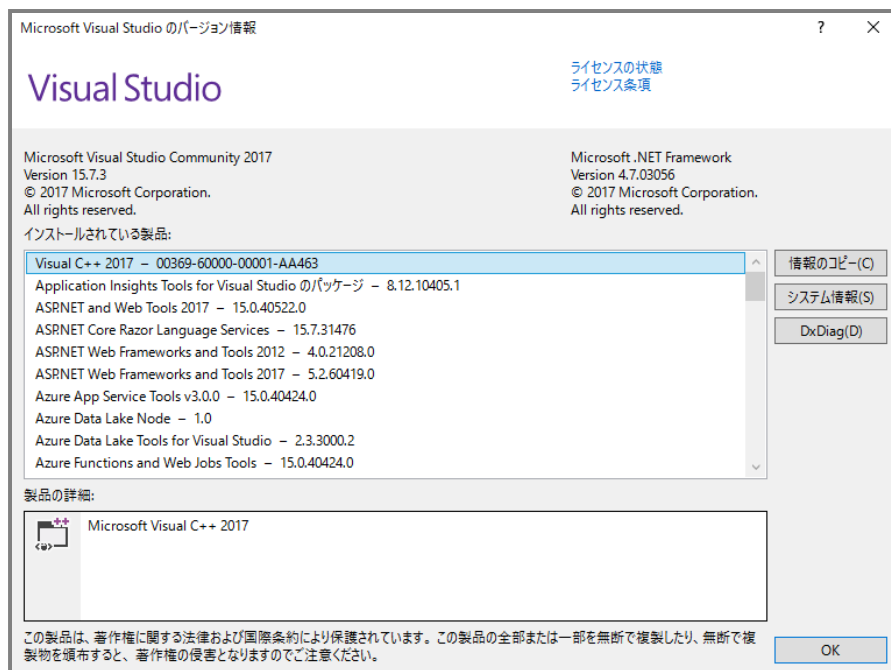 Microsoft Visual Studio のバージョン情報
Visual Studio
ライセンスの状態
ライセンス条項
Microsoft Visual Studio Community 2017
Version 15.7.3
© 2017 Microsoft Corporation.
All rights reserved.
Microsoft .NET Framework
Version 4.7.03056
© 2017 Microsoft Corporation.
All rights reserved.
インストールされている製品:
Visual C++ 2017 – 00369-60000-00001-AA463
Application Insights Tools for Visual Studio のパッケージ – 8.12.10405.1
ASP.NET and Web Tools 2017 – 15.0.40522.0
ASP.NET Core Razor Language Services – 15.7.31476
ASP.NET Web Frameworks and Tools 2012 – 4.0.21208.0
ASP.NET Web Frameworks and Tools 2017 – 5.2.60419.0
Azure App Service Tools v3.0.0 – 15.0.40424.0
Azure Data Lake Node – 1.0
Azure Data Lake Tools for Visual Studio – 2.3.3000.2
Azure Functions and Web Jobs Tools – 15.0.40424.0
情報のコピー(C)
システム情報(S)
DxDiag(D)
製品の詳細:
Microsoft Visual C++ 2017
この製品は、著作権に関する法律および国際条約により保護されています。この製品の全部または一部を無断で複製したり、無断で複
製物を頒布すると、著作権の侵害となりますのでご注意ください。
OK